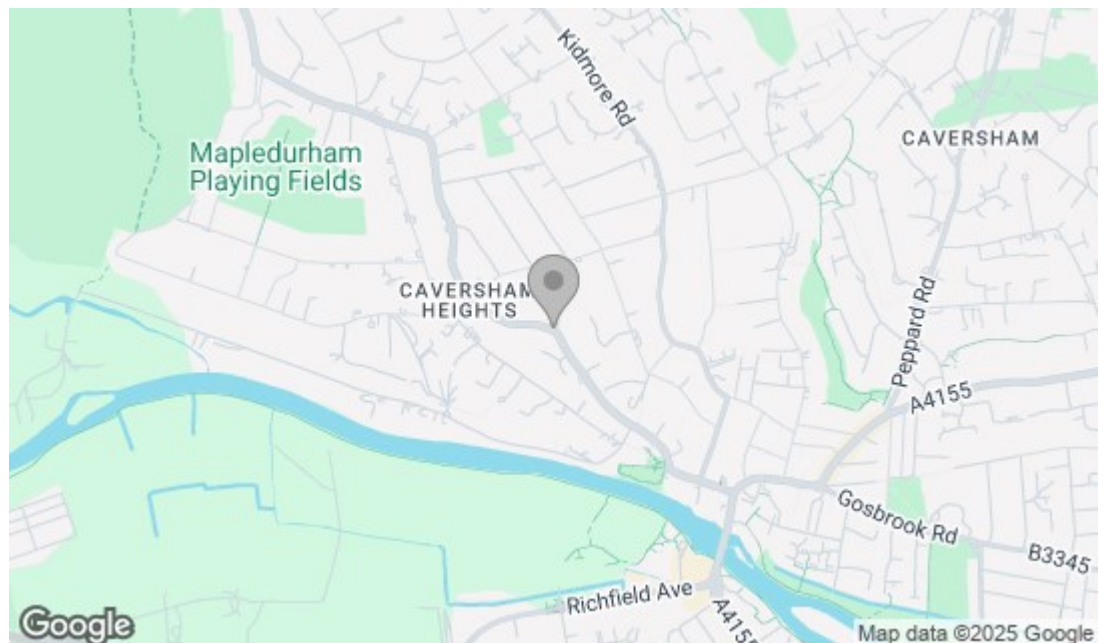 Kidmore Rd
CAVERSHAM
Mapledurham
Playing Fields
CAVERSHAM
HEIGHTS
Peppard Rd
A4155
Gosbrook Rd
B3345
Richfield Ave
A4155
Google
Map data ©2025 Google